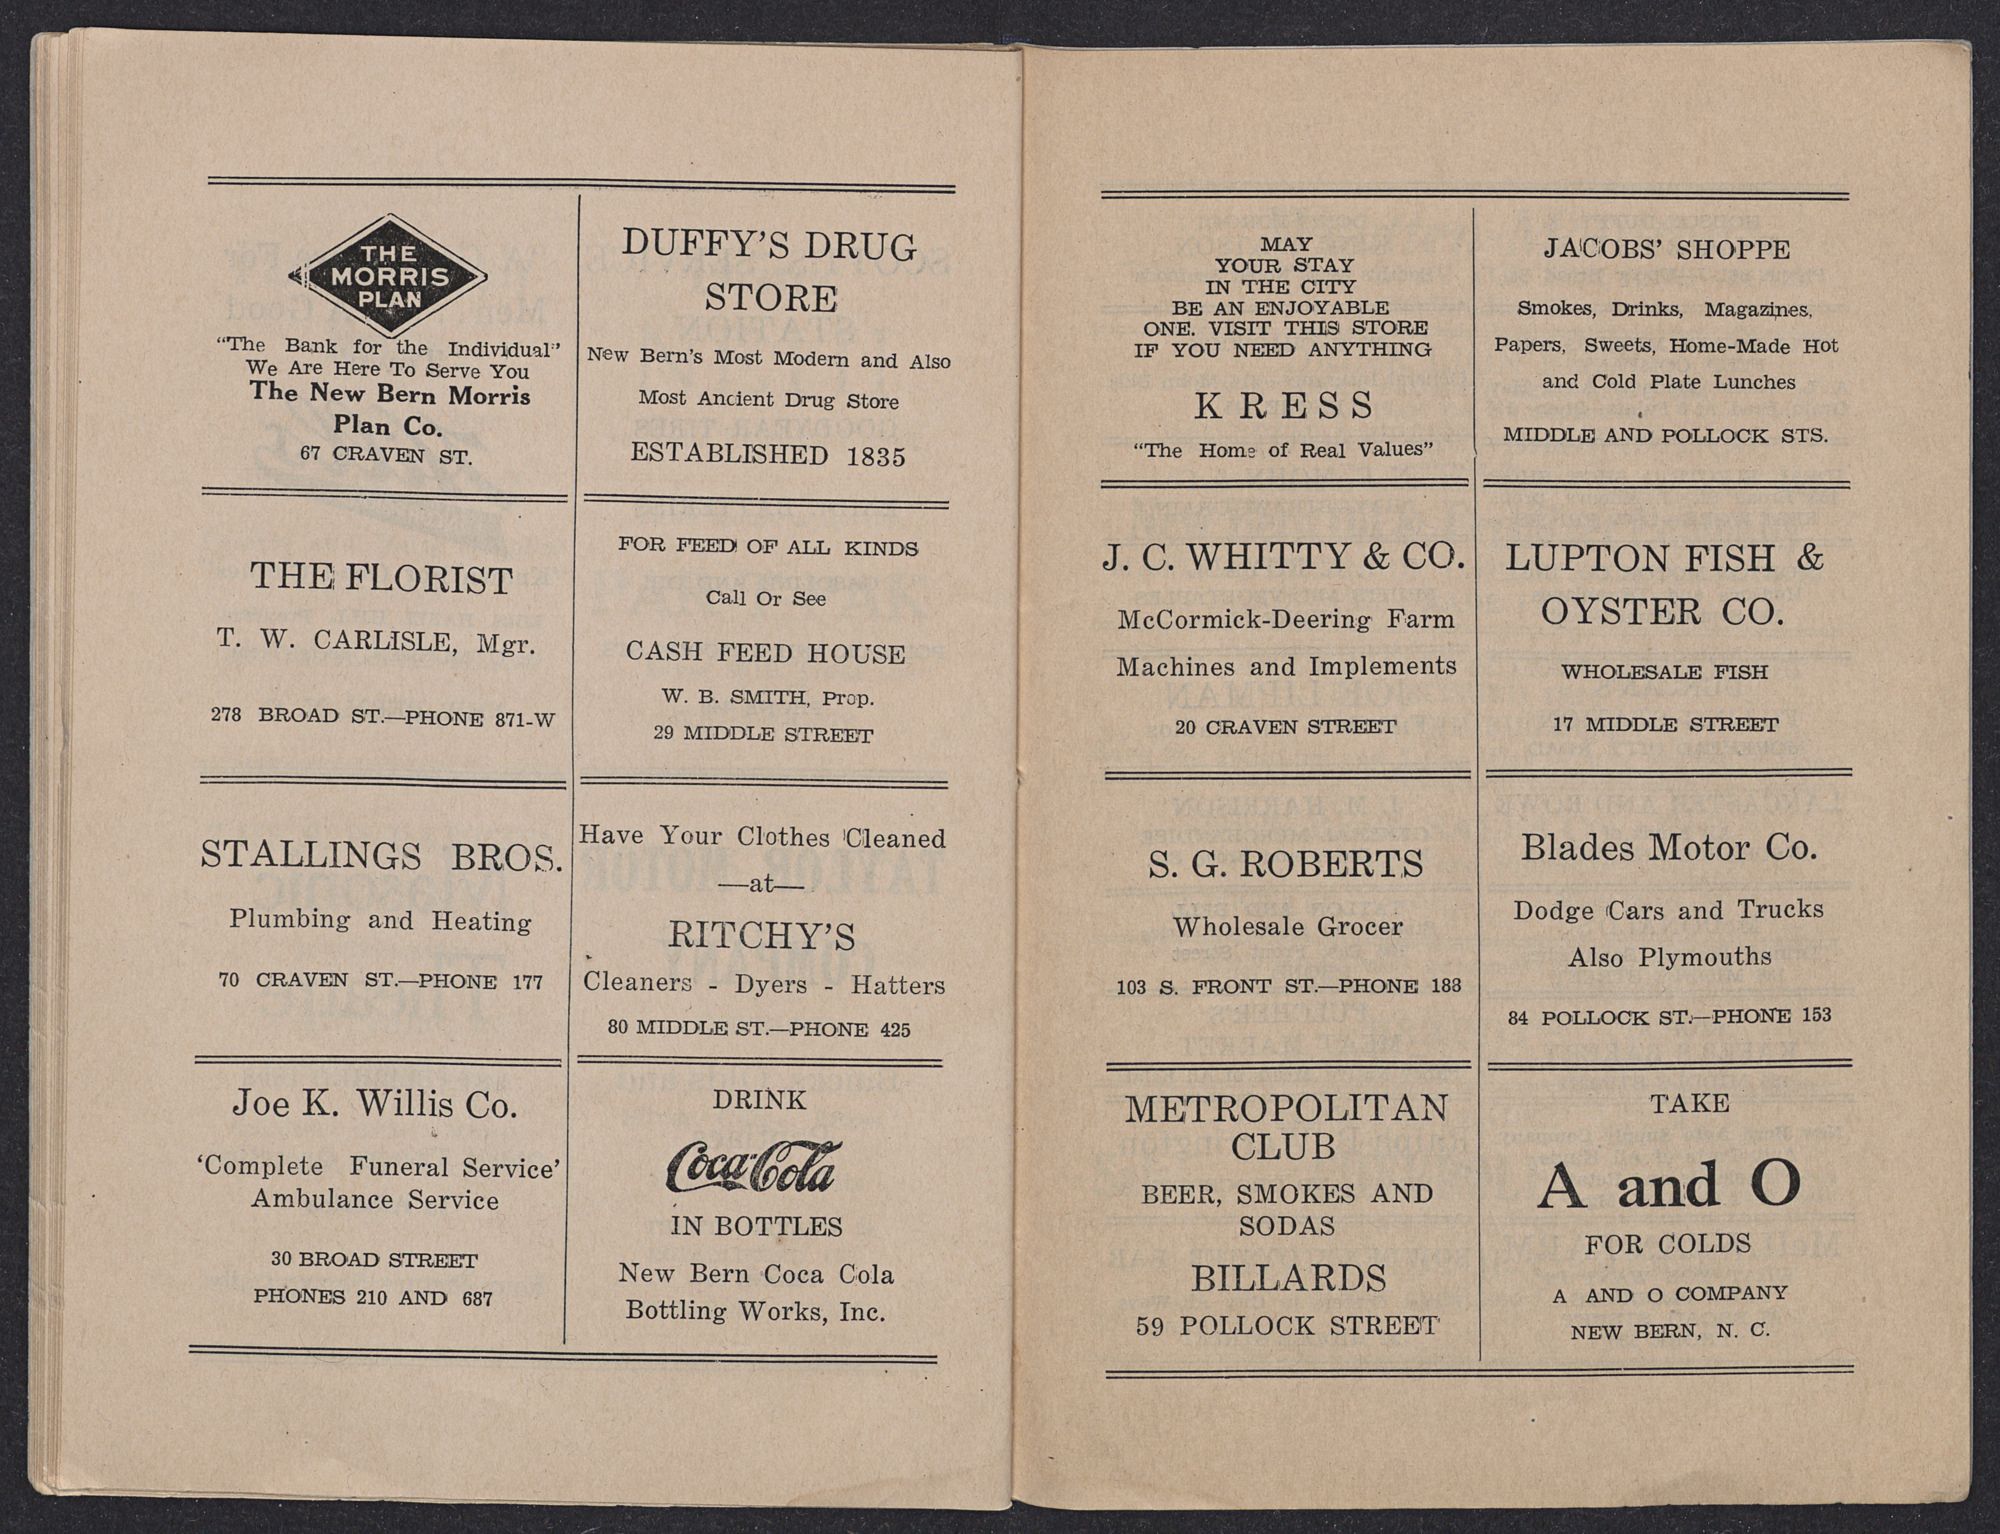 THE
MORRIS
PLAN
"The Bank for the Individual"
We Are Here To Serve You
The New Bern Morris
Plan Co.
67 CRAVEN ST.
DUFFY'S DRUG
STORE
New Bern's Most Modern and Also
Most Ancient Drug Store
ESTABLISHED 1835
THE FLORIST
T. W. CARLISLE, Mgr.
278 BROAD ST.—PHONE 871-W
FOR FEED OF ALL KINDS
Call Or See
CASH FEED HOUSE
W. B. SMITH, Prop.
29 MIDDLE STREET
STALLINGS BROS.
Plumbing and Heating
70 CRAVEN ST.—PHONE 177
Have Your Clothes Cleaned
—at—
RITCHY'S
Cleaners - Dyers - Hatters
80 MIDDLE ST.—PHONE 425
Joe K. Willis Co.
'Complete Funeral Service'
Ambulance Service
30 BROAD STREET
PHONES 210 AND 687
DRINK
Coca-Cola
IN BOTTLES
New Bern Coca Cola
Bottling Works, Inc.
MAY
YOUR STAY
IN THE CITY
BE AN ENJOYABLE
ONE. VISIT THIS STORE
IF YOU NEED ANYTHING
KRESS
"The Home of Real Values"
JACOBS' SHOPPE
Smokes, Drinks, Magazines,
Papers, Sweets, Home-Made Hot
and Cold Plate Lunches
MIDDLE AND POLLOCK STS.
J. C. WHITTY & CO.
McCormick-Deering Farm
Machines and Implements
20 CRAVEN STREET
LUPTON FISH &
OYSTER CO.
WHOLESALE FISH
17 MIDDLE STREET
S. G. ROBERTS
Wholesale Grocer
103 S. FRONT ST.—PHONE 188
Blades Motor Co.
Dodge Cars and Trucks
Also Plymouths
84 POLLOCK ST.—PHONE 153
METROPOLITAN
CLUB
BEER, SMOKES AND
SODAS
BILLARDS
59 POLLOCK STREET
TAKE
A and O
FOR COLDS
A AND O COMPANY
NEW BERN, N. C.